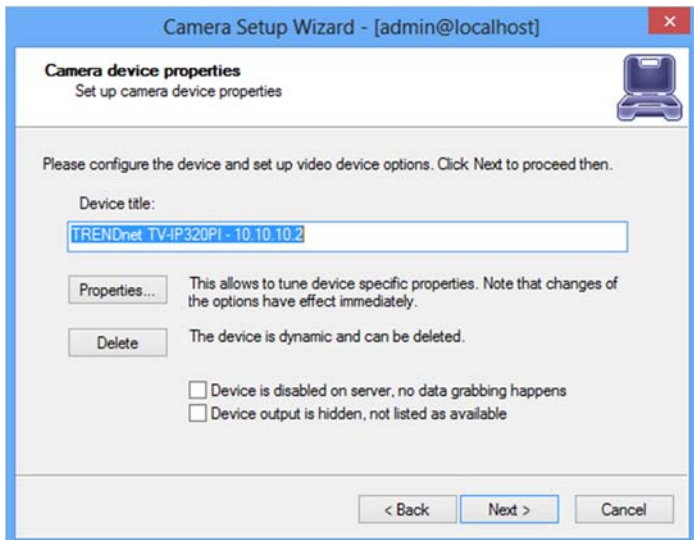 Camera Setup Wizard - [admin@localhost]
Camera device properties
Set up camera device properties
Please configure the device and set up video device options. Click Next to proceed then.
Device title:
TRENDnet TV-IP320PI - 10.10.10.2
Properties...
This allows to tune device specific properties. Note that changes of
the options have effect immediately.
Delete
The device is dynamic and can be deleted.
Device is disabled on server, no data grabbing happens
Device output is hidden, not listed as available
< Back
Next >
Cancel